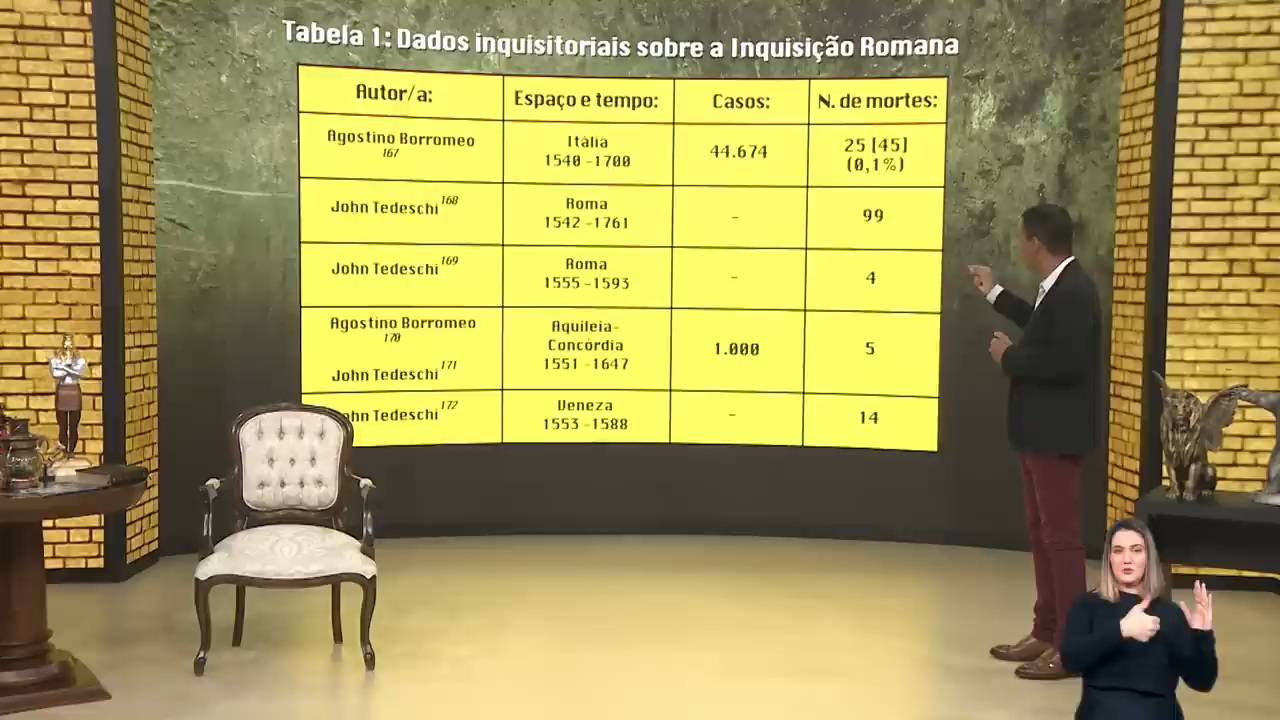 Tabela 1: Dados inquisitoriais sobre a Inquisição Romana
Autor/a: Espaço e tempo: Casos: N. de mortes:
Agostino Borromeo 167 Itália 1540 -1700 44.674 25 [45] (0,1%)
John Tedeschi 168 Roma 1542 -1761 - 99
John Tedeschi 169 Roma 1555 -1593 - 4
Agostino Borromeo 170 John Tedeschi 171 Aquileia- Concórdia 1551 -1647 1.000 5
ohn Tedeschi 172 Veneza 1553 -1588 - 14